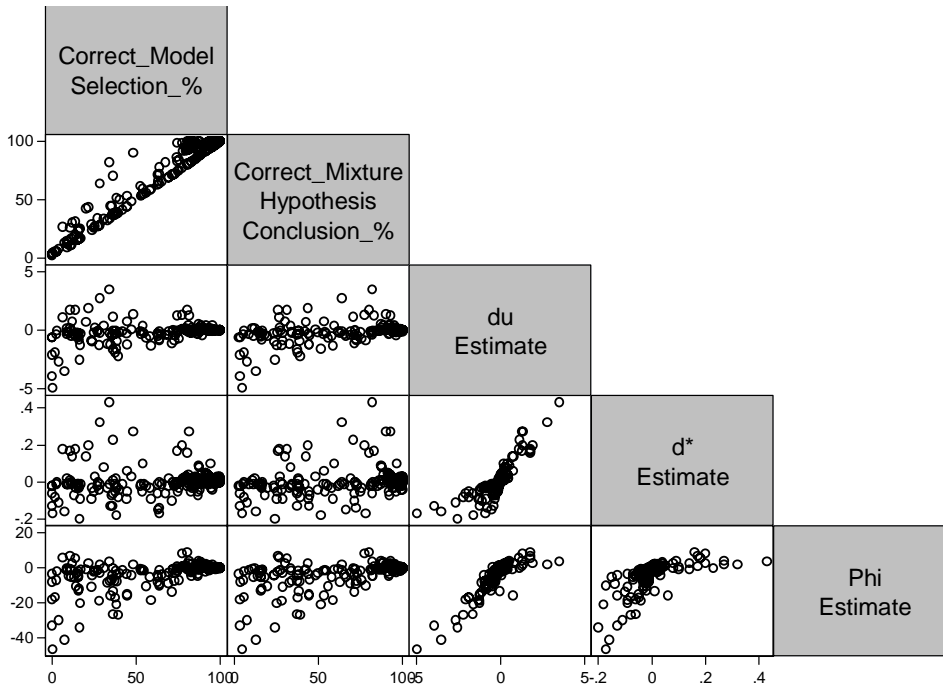 Correct_Model
Selection_%
100
50
0
Correct_Mixture
Hypothesis
Conclusion_%
5
0
-5
du
Estimate
.4
.2
0
-.2
d*
Estimate
20
0
-20
-40
Phi
Estimate
0 50 100
0 50 100
-5 0 5
-.2 0 .2 .4